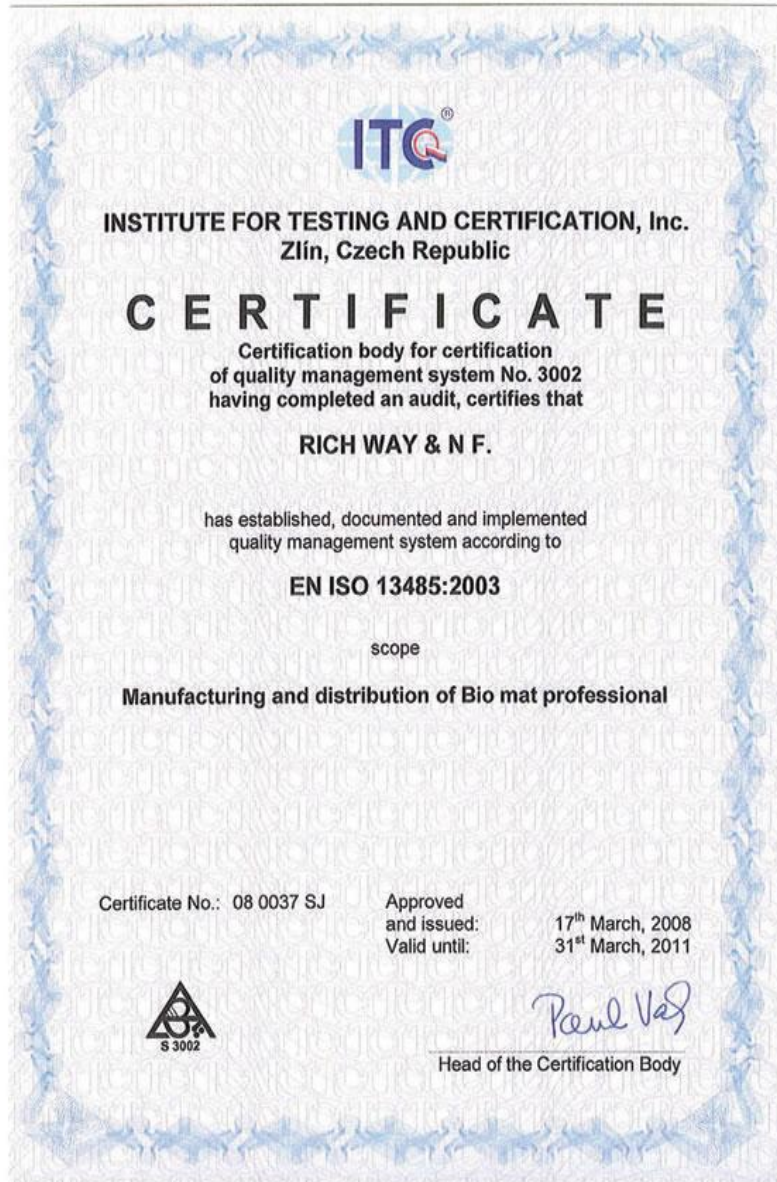 ITC ®
INSTITUTE FOR TESTING AND CERTIFICATION, Inc.
Zlín, Czech Republic
CERTIFICATE
Certification body for certification
of quality management system No. 3002
having completed an audit, certifies that
RICH WAY & N F.
has established, documented and implemented
quality management system according to
EN ISO 13485:2003
scope
Manufacturing and distribution of Bio mat professional
Certificate No.: 08 0037 SJ
Approved
and issued: 17th March, 2008
Valid until: 31st March, 2011
S 3002
Head of the Certification Body